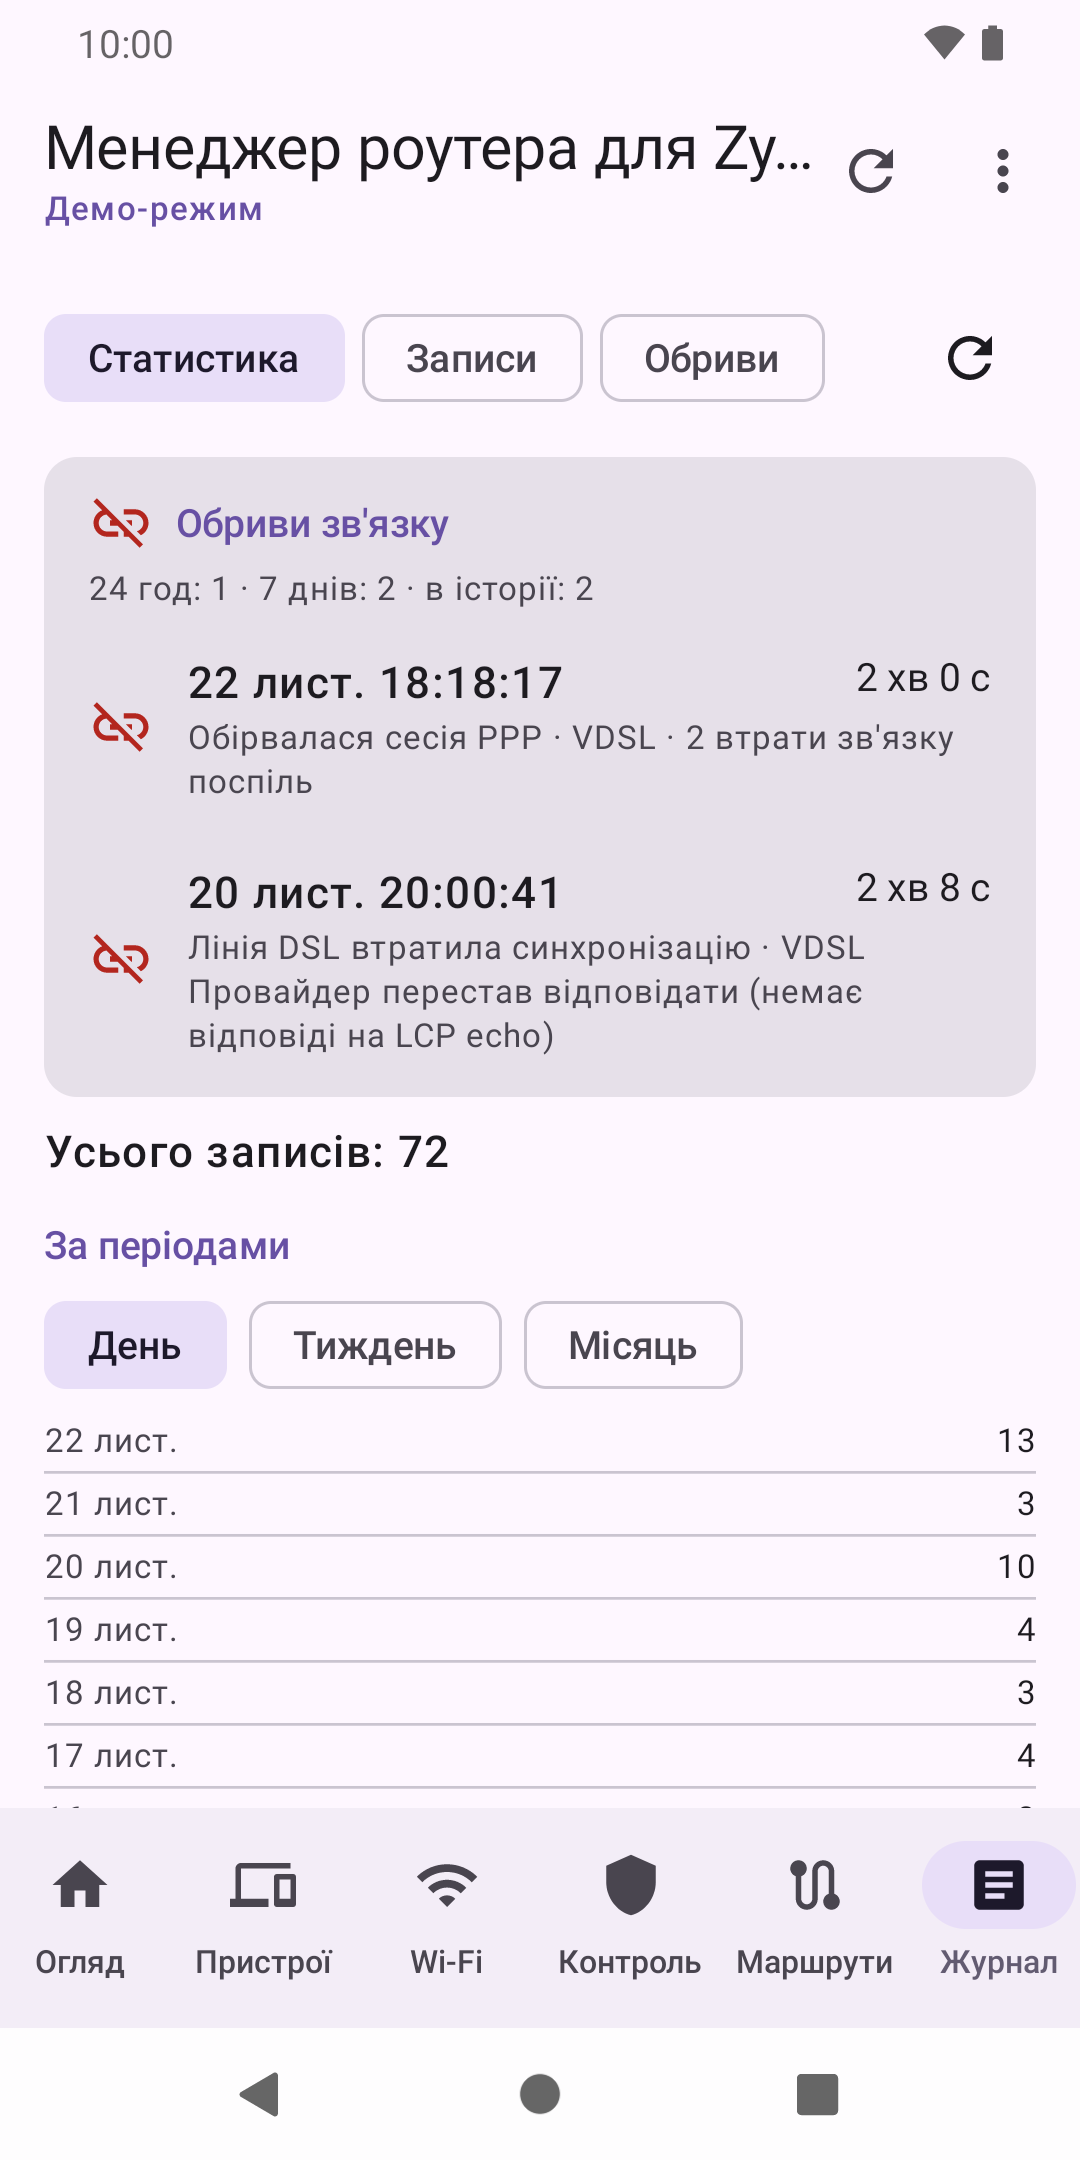 10:00
Менеджер роутера для Zy...
Демо-режим
Статистика
Записи
Обриви
Обриви зв'язку
24 год: 1 · 7 днів: 2 · в історії: 2
22 лист. 18:18:17
2 хв 0 с
Обірвалася сесія PPP · VDSL · 2 втрати зв'язку
поспіль
20 лист. 20:00:41
2 хв 8 с
Лінія DSL втратила синхронізацію · VDSL
Провайдер перестав відповідати (немає
відповіді на LCP echo)
Усього записів: 72
За періодами
День
Тиждень
Місяць
22 лист.
13
21 лист.
3
20 лист.
10
19 лист.
4
18 лист.
3
17 лист.
4
Огляд
Пристрої
Wi-Fi
Контроль
Маршрути
Журнал